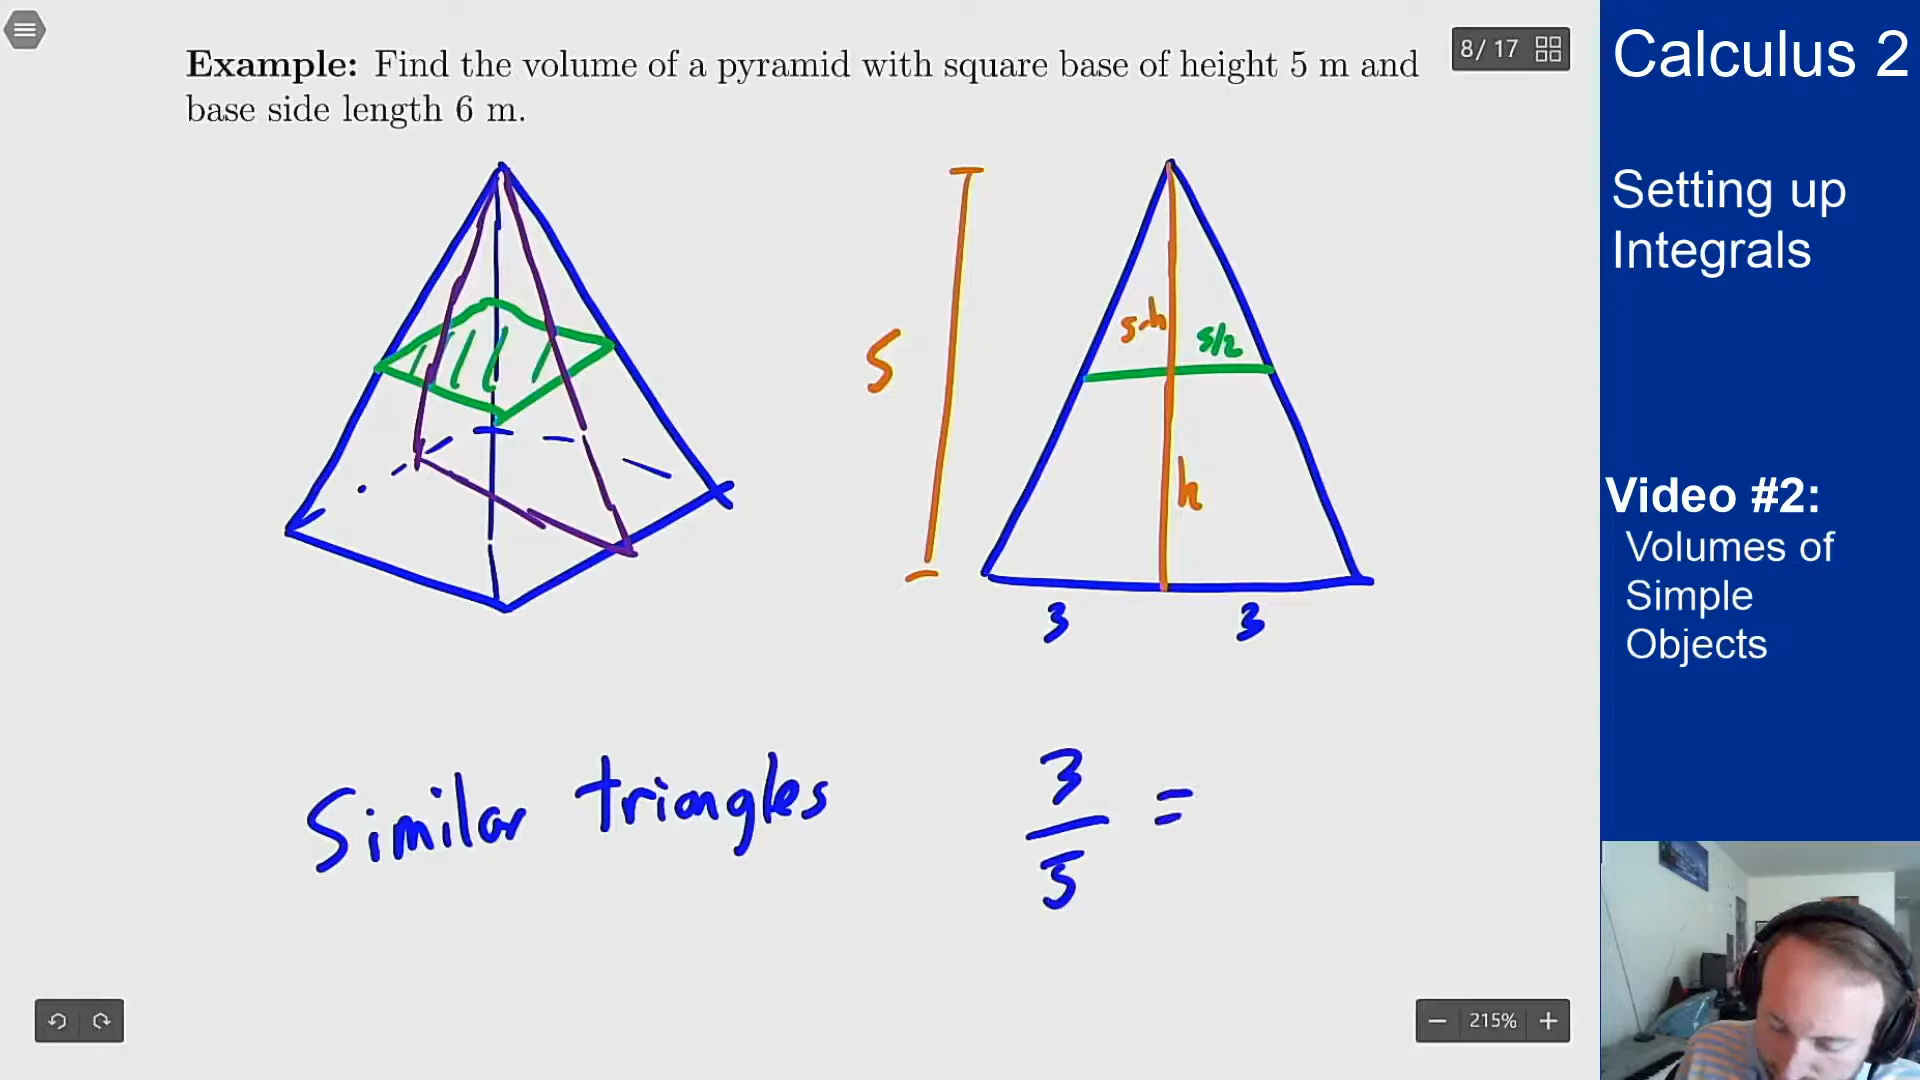 Example: Find the volume of a pyramid with square base of height 5 m and
base side length 6 m.
8/ 17
Calculus 2
Setting up
Integrals
5
5-h
s/2
h
3
3
Video #2:
Volumes of
Simple
Objects
Similar triangles
3/5 =
215%